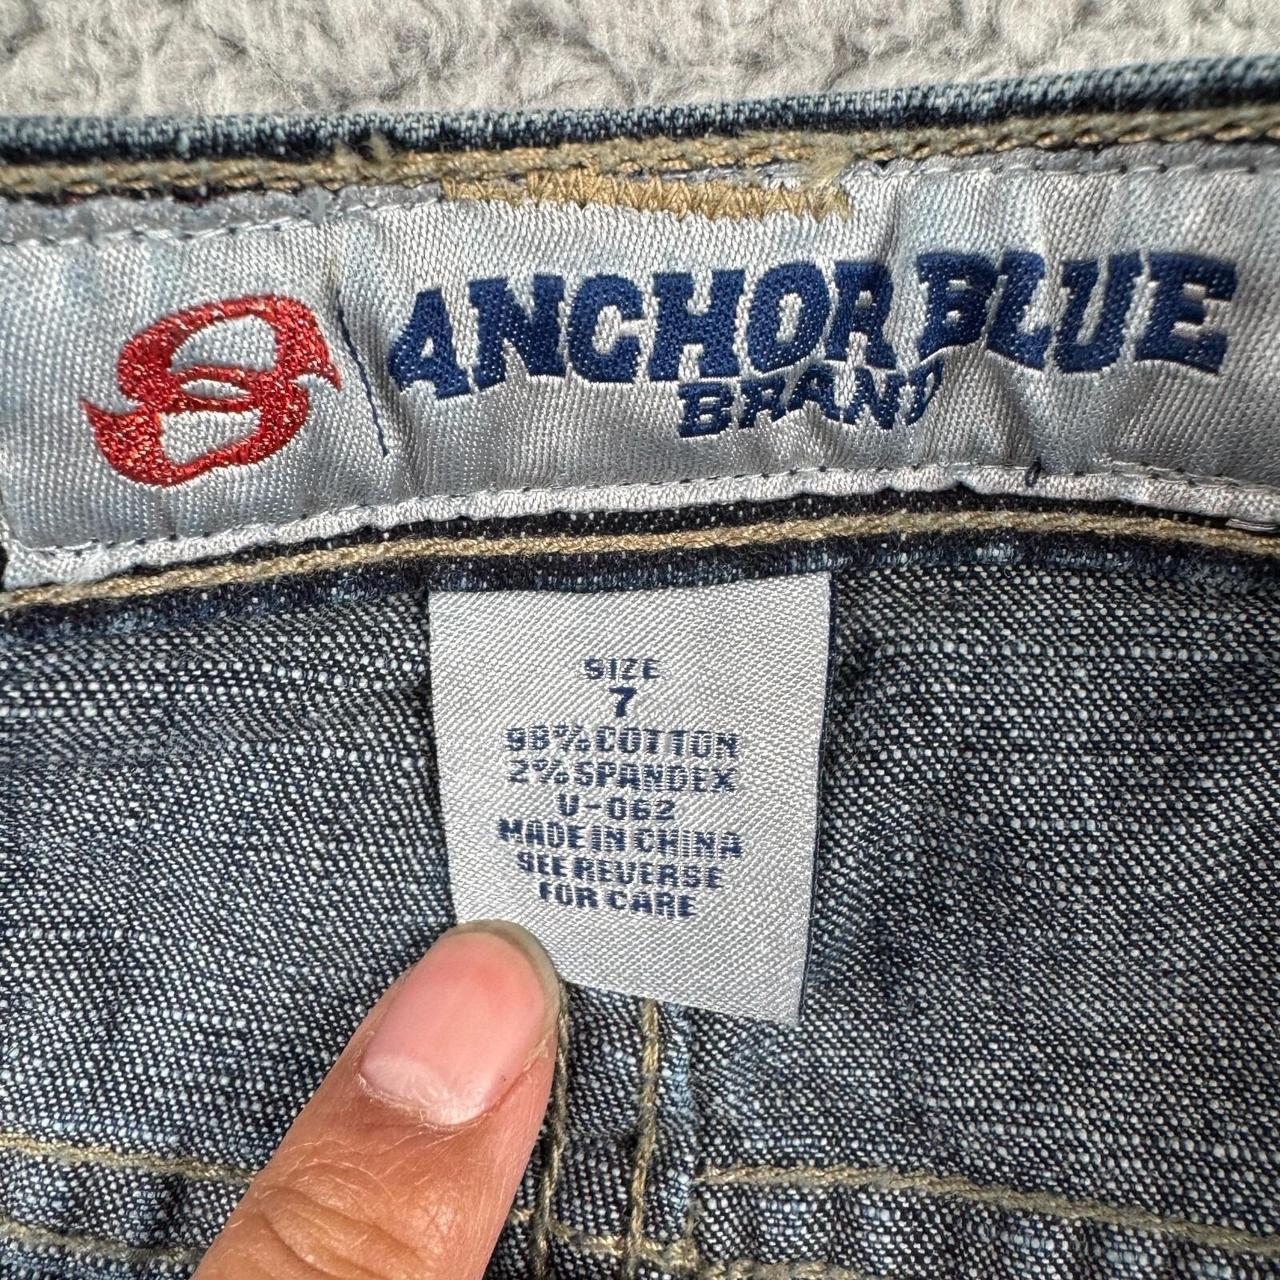 ANCHOR BLUE
BRAND
SIZE
7
98% COTTON
2% SPANDEX
U-062
MADE IN CHINA
SEE REVERSE
FOR CARE